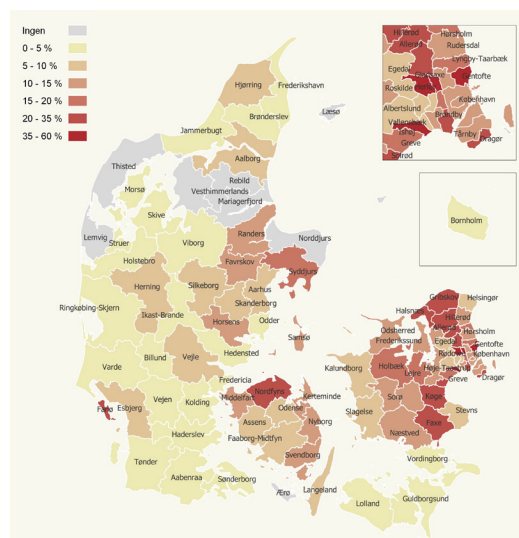 Ingen
0 - 5 %
5 - 10 %
10 - 15 %
15 - 20 %
20 - 35 %
35 - 60 %
Hillerød
Hørsholm
Allerød
Rudersdal
Lyngby-Taarbæk
Egedal
Gentofte
Roskilde
København
Albertslund
Vallensbæk
Brøndby
Ishøj
Tårnby
Dragør
Greve
Solrød
Hjørring
Frederikshavn
Læsø
Brønderslev
Jammerbugt
Aalborg
Thisted
Rebild
Morsø
Vesthimmerlands
Mariagerfjord
Skive
Bornholm
Lemvig
Struer
Viborg
Randers
Norddjurs
Holstebro
Favrskov
Syddjurs
Herning
Silkeborg
Aarhus
Ringkøbing-Skjern
Skanderborg
Ikast-Brande
Horsens
Odder
Samsø
Gribskov
Helsingør
Halsnæs
Hillerød
Odsherred
Allerød
Hørsholm
Frederikssund
Egedal
Gentofte
Rødovre
København
Hedensted
Billund
Vejle
Varde
Kalundborg
Holbæk
Lejre
Høje-Taastrup
Greve
Dragør
Fredericia
Nordfyns
Middelfart
Kerteminde
Odense
Sorø
Køge
Fanø
Esbjerg
Vejen
Kolding
Slagelse
Stevns
Assens
Nyborg
Faxe
Haderslev
Faaborg-Midtfyn
Næstved
Svendborg
Tønder
Aabenraa
Sønderborg
Ærø
Langeland
Vordingborg
Lolland
Guldborgsund